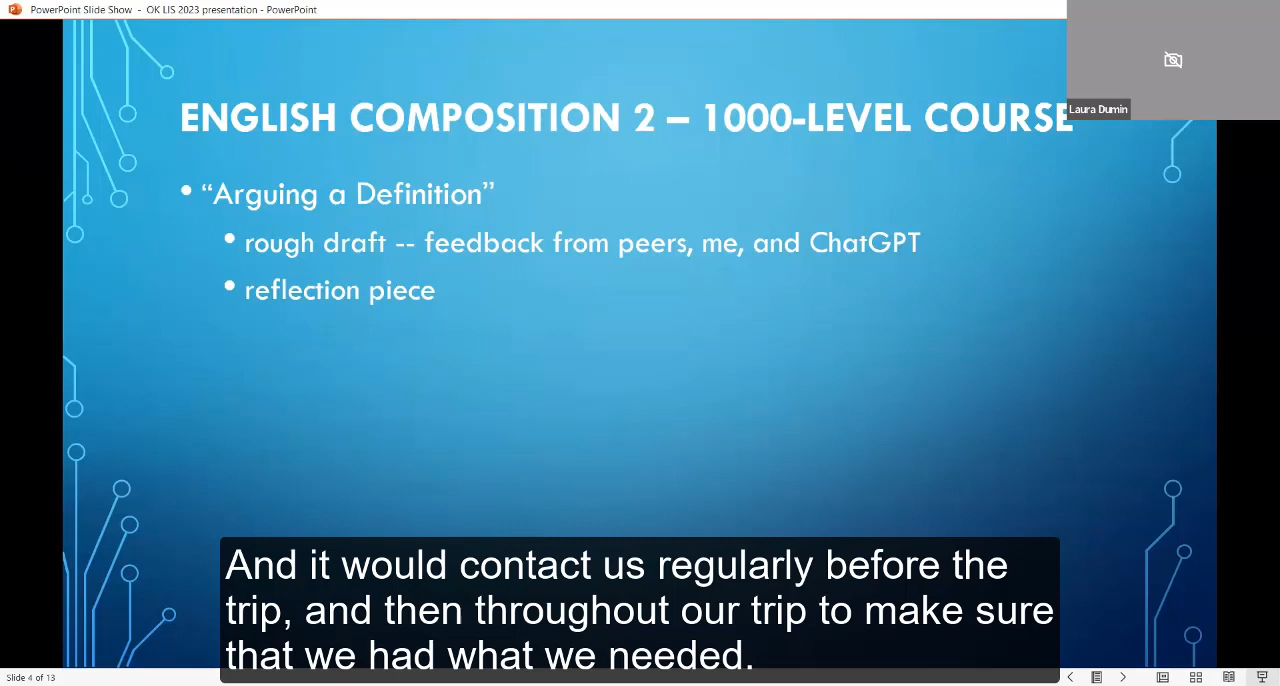 PowerPoint Slide Show - OK LIS 2023 presentation - PowerPoint
Laura Dumin
ENGLISH COMPOSITION 2 – 1000-LEVEL COURSE
• “Arguing a Definition”
• rough draft -- feedback from peers, me, and ChatGPT
• reflection piece
And it would contact us regularly before the
trip, and then throughout our trip to make sure
that we had what we needed.
Slide 4 of 13